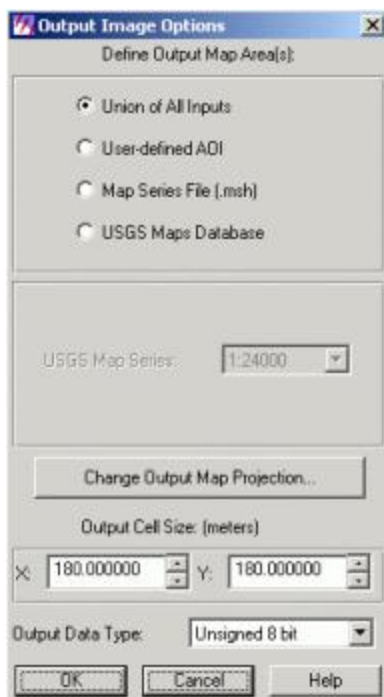 Output Image Options
Define Output Map Area(s):
Union of All Inputs
User-defined AOI
Map Series File (.msh)
USGS Maps Database
USGS Map Series: 1:24000
Change Output Map Projection...
Output Cell Size: (meters)
X: 180.000000 Y: 180.000000
Output Data Type: Unsigned 8 bit
OK Cancel Help